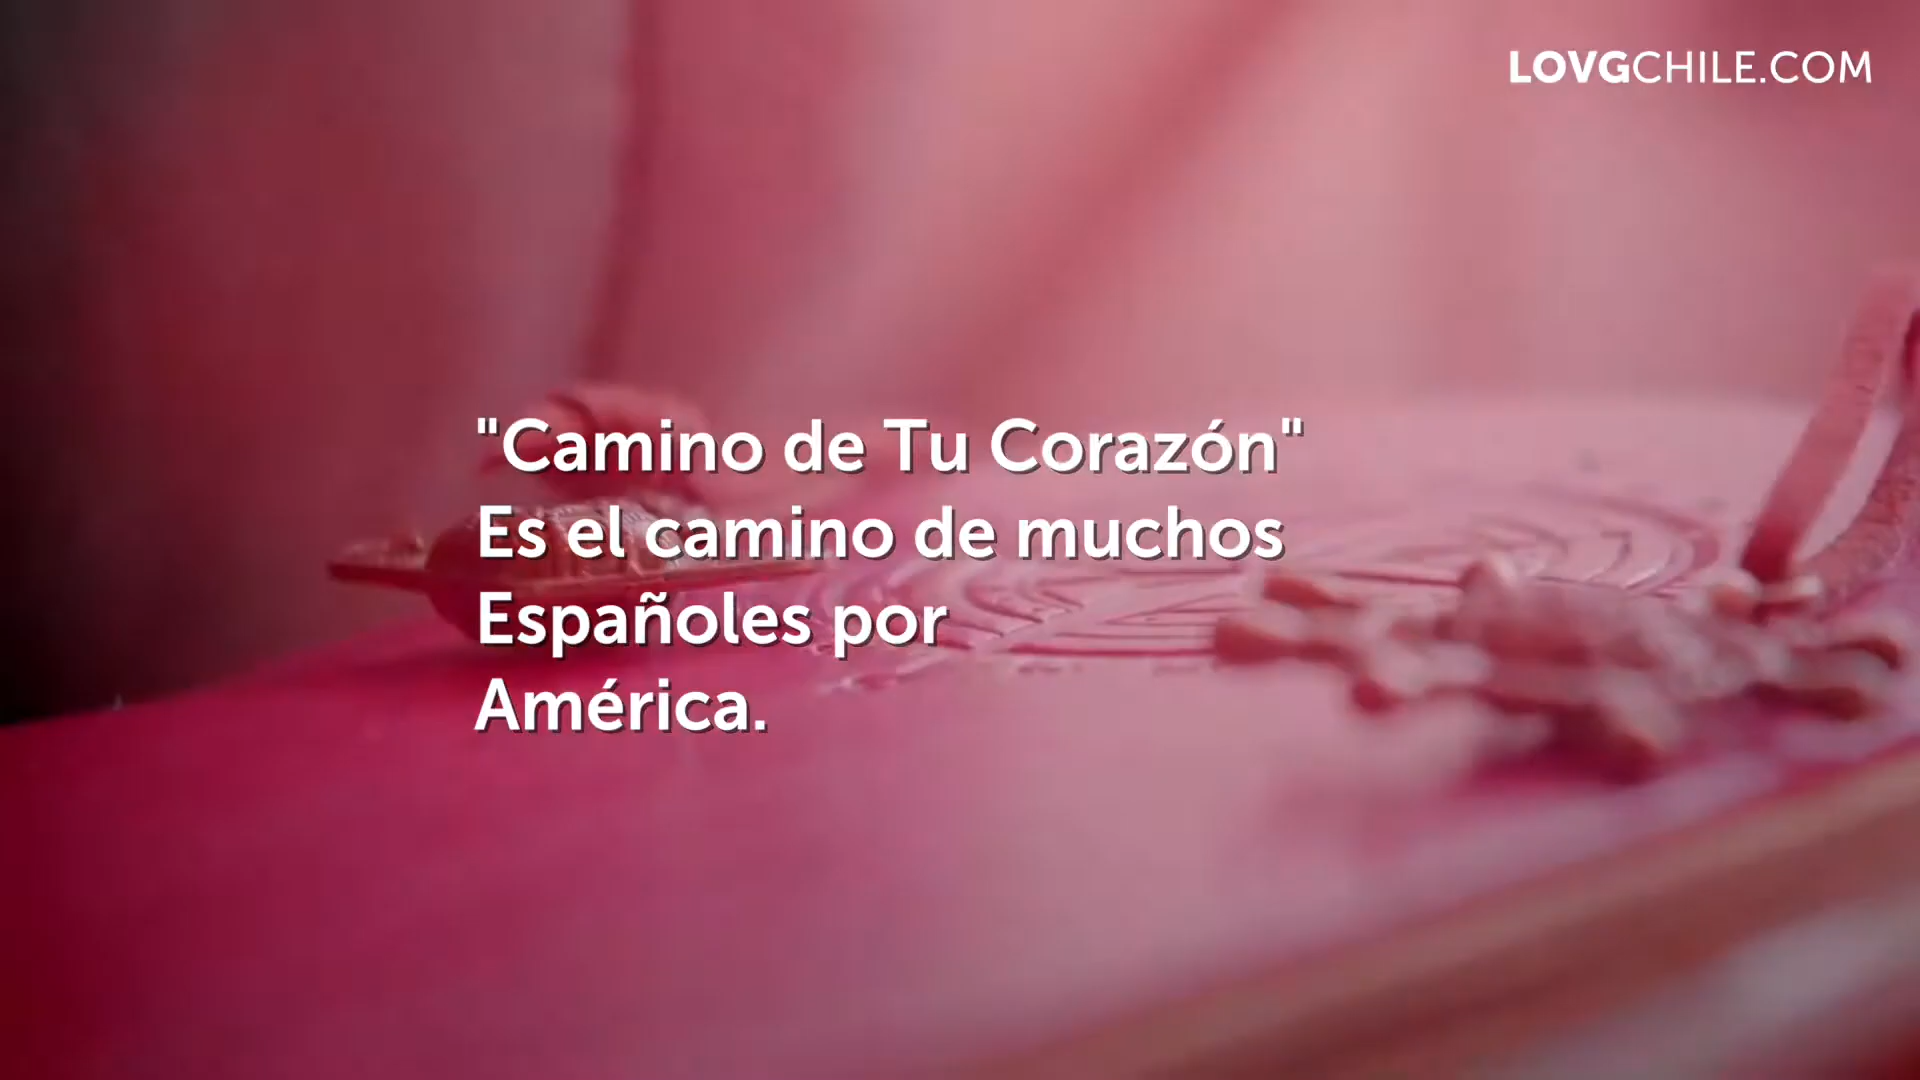 LOVGCHILE.COM
"Camino de Tu Corazón"
Es el camino de muchos
Españoles por
América.